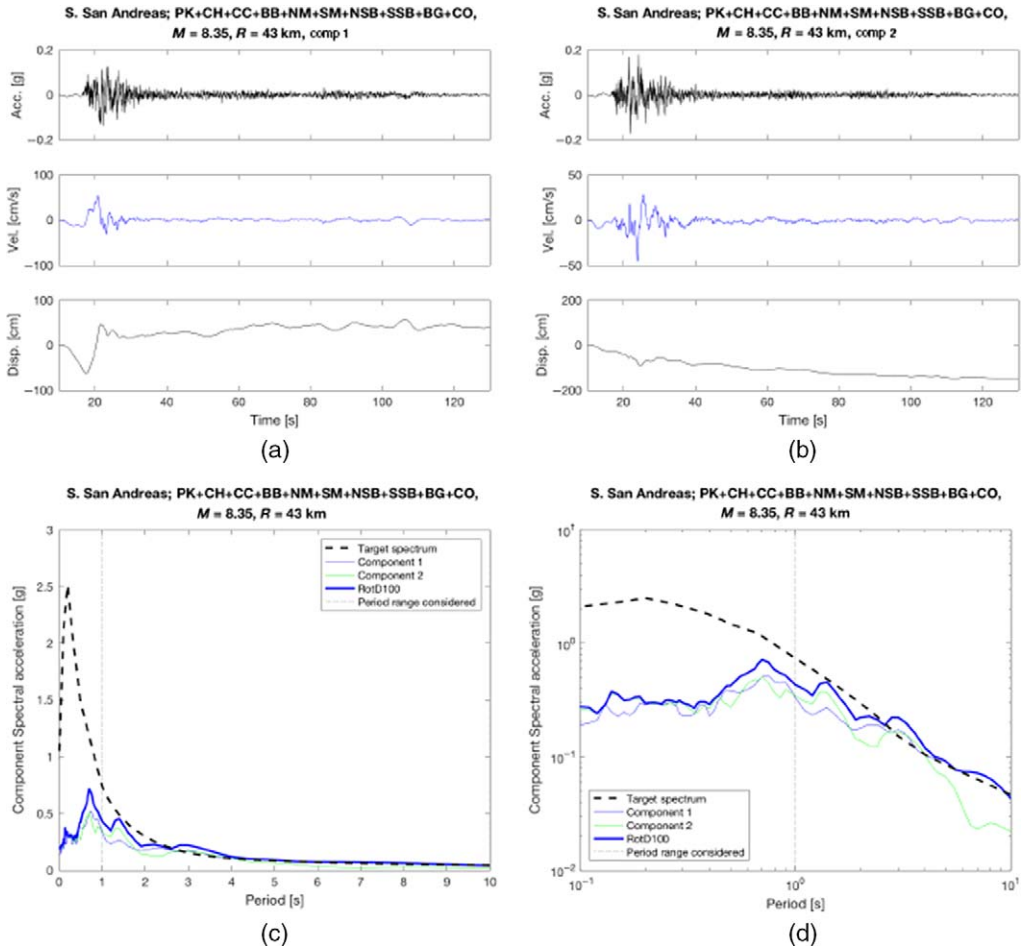 S. San Andreas; PK+CH+CC+BB+NM+SM+NSB+SSB+BG+CO,
M = 8.35, R = 43 km, comp 1
0.2
0
−0.2
Acc. [g]
100
0
−100
Vel. [cm/s]
100
0
−100
Disp. [cm]
20 40 60 80 100 120
Time [s]
(a)
S. San Andreas; PK+CH+CC+BB+NM+SM+NSB+SSB+BG+CO,
M = 8.35, R = 43 km, comp 2
0.2
0
−0.2
Acc. [g]
50
0
−50
Vel. [cm/s]
200
0
−200
Disp. [cm]
20 40 60 80 100 120
Time [s]
(b)
S. San Andreas; PK+CH+CC+BB+NM+SM+NSB+SSB+BG+CO,
M = 8.35, R = 43 km
3
2.5
2
1.5
1
0.5
0
Component Spectral acceleration [g]
Target spectrum
Component 1
Component 2
RotD100
Period range considered
0 1 2 3 4 5 6 7 8 9 10
Period [s]
(c)
S. San Andreas; PK+CH+CC+BB+NM+SM+NSB+SSB+BG+CO,
M = 8.35, R = 43 km
10¹
10⁰
10⁻¹
10⁻²
Component Spectral acceleration [g]
Target spectrum
Component 1
Component 2
RotD100
Period range considered
10⁻¹ 10⁰ 10¹
Period [s]
(d)